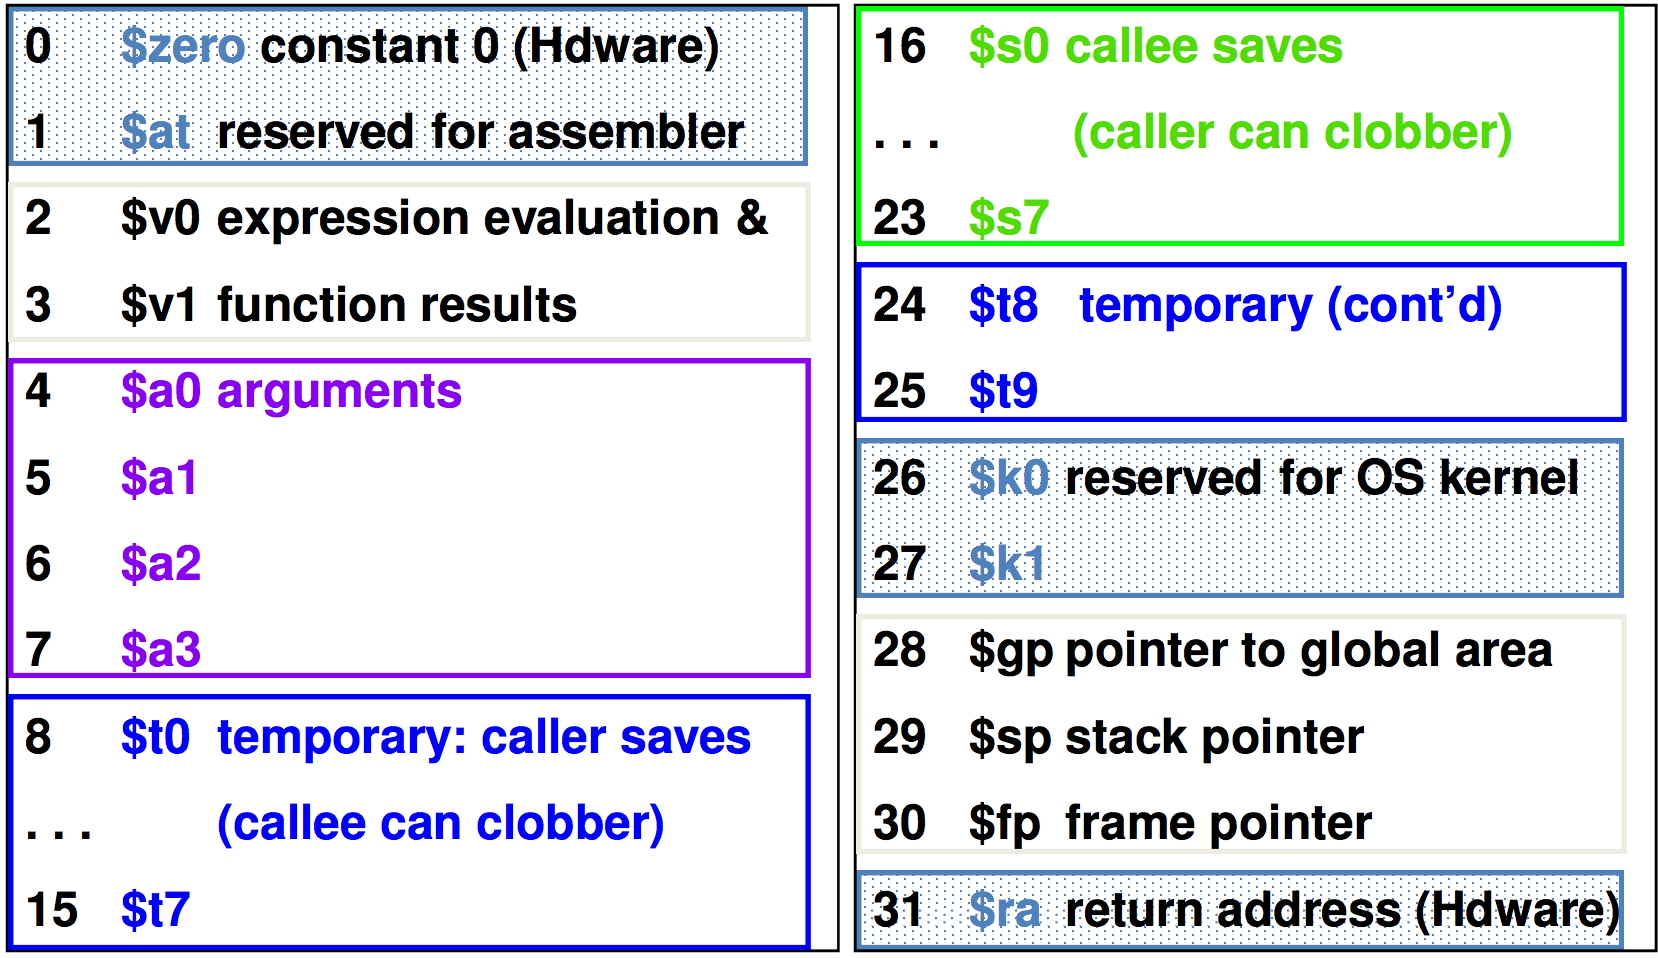 0 $zero constant 0 (Hdware)
1 $at reserved for assembler
2 $v0 expression evaluation &
3 $v1 function results
4 $a0 arguments
5 $a1
6 $a2
7 $a3
8 $t0 temporary: caller saves
. . . (callee can clobber)
15 $t7
16 $s0 callee saves
. . . (caller can clobber)
23 $s7
24 $t8 temporary (cont’d)
25 $t9
26 $k0 reserved for OS kernel
27 $k1
28 $gp pointer to global area
29 $sp stack pointer
30 $fp frame pointer
31 $ra return address (Hdware)